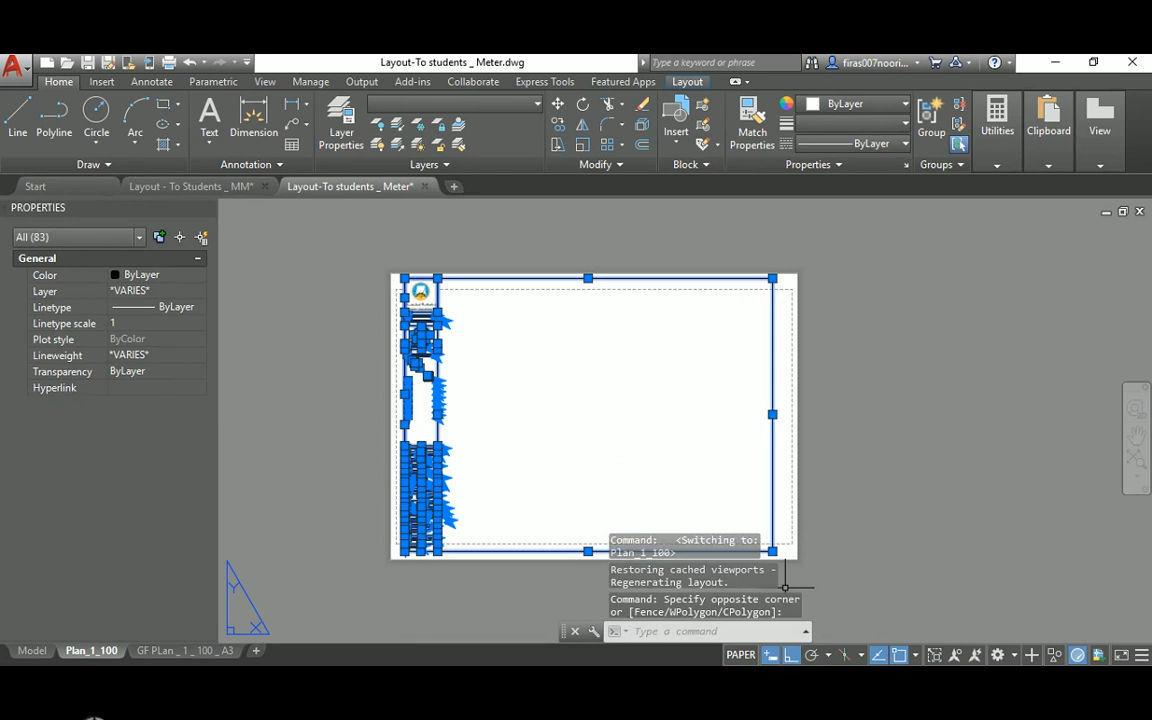 Layout-To students _ Meter.dwg
Type a keyword or phrase
firas007noori...
Home Insert Annotate Parametric View Manage Output Add-ins Collaborate Express Tools Featured Apps Layout
Line Polyline Circle Arc Text Dimension Layer Properties Insert Match Properties ByLayer ByLayer Group Utilities Clipboard View
Draw Annotation Layers Modify Block Properties Groups
Start Layout - To Students _ MM* Layout-To students _ Meter*
PROPERTIES
All (83)
General
Color ByLayer
Layer *VARIES*
Linetype ByLayer
Linetype scale 1
Plot style ByColor
Lineweight *VARIES*
Transparency ByLayer
Hyperlink
Command: <Switching to:
Plan_1_100>
Restoring cached viewports -
Regenerating layout.
Command: Specify opposite corner
or [Fence/WPolygon/CPolygon]:
Type a command
Y
X
Model Plan_1_100 GF PLan _ 1 _ 100 _ A3
PAPER